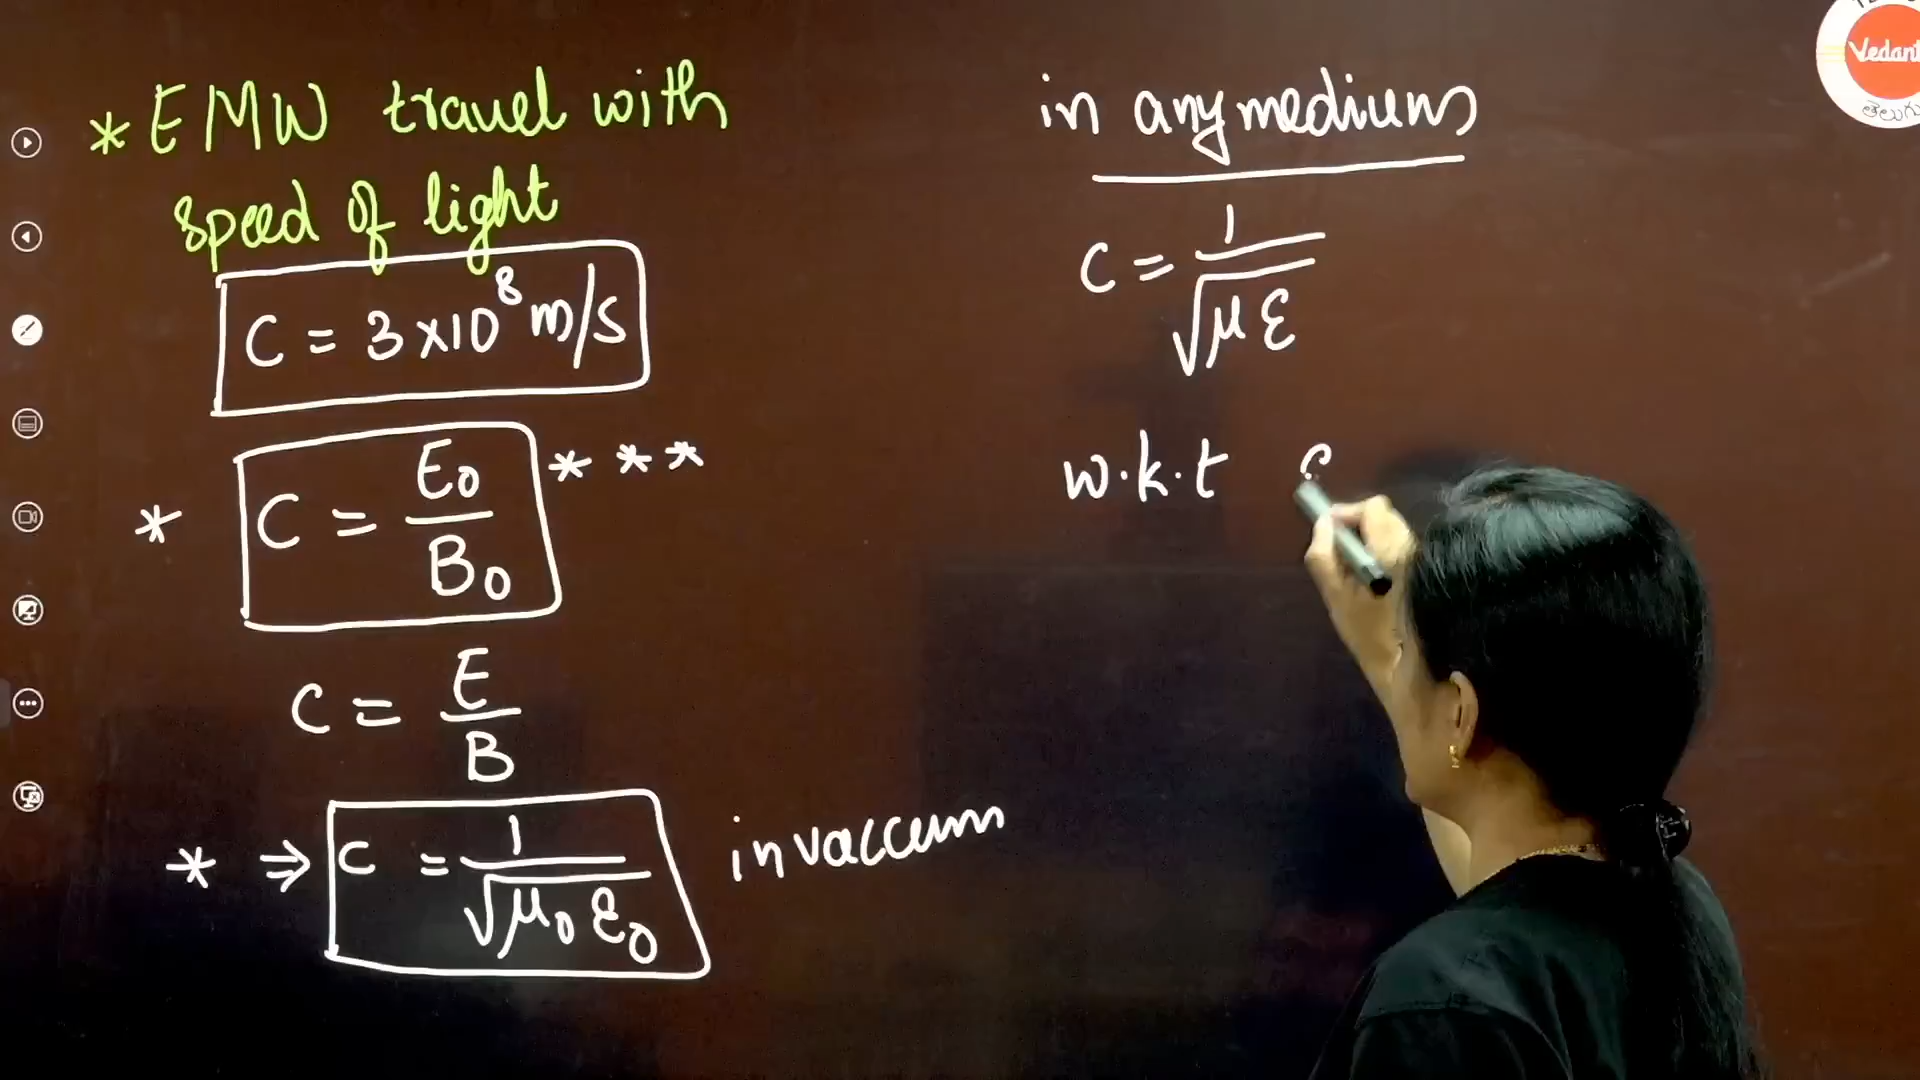 * EMW travel with
speed of light
C = 3×10⁸ m/s
* C = E₀/B₀ * * *
C = E/B
* ⇒ C = 1/√μ₀ε₀ in vaccum
in any medium
C = 1/√με
w.k.t
Vedant
తెలుగు